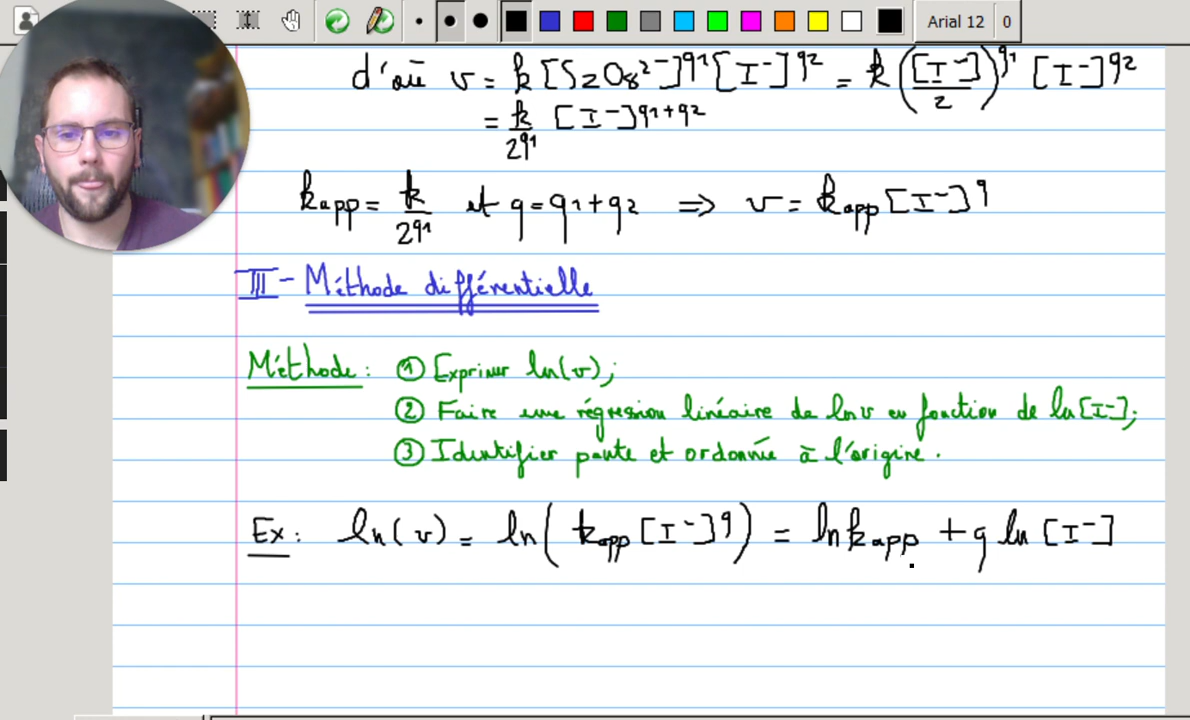 Arial 12 0
d'où v = k [S2O8²⁻]^q1 [I⁻]^q2 = k ([I⁻]/2)^q1 [I⁻]^q2
= k/2^q1 [I⁻]^q1+q2
kapp = k/2^q1 et q = q1 + q2 ⇒ v = kapp [I⁻]^q
III - Méthode différentielle
Méthode : ① Exprimer ln(v);
② Faire une régression linéaire de ln v en fonction de ln [I⁻];
③ Identifier pente et ordonnée à l'origine.
Ex : ln(v) = ln( kapp [I⁻]^q ) = ln kapp + q ln [I⁻]